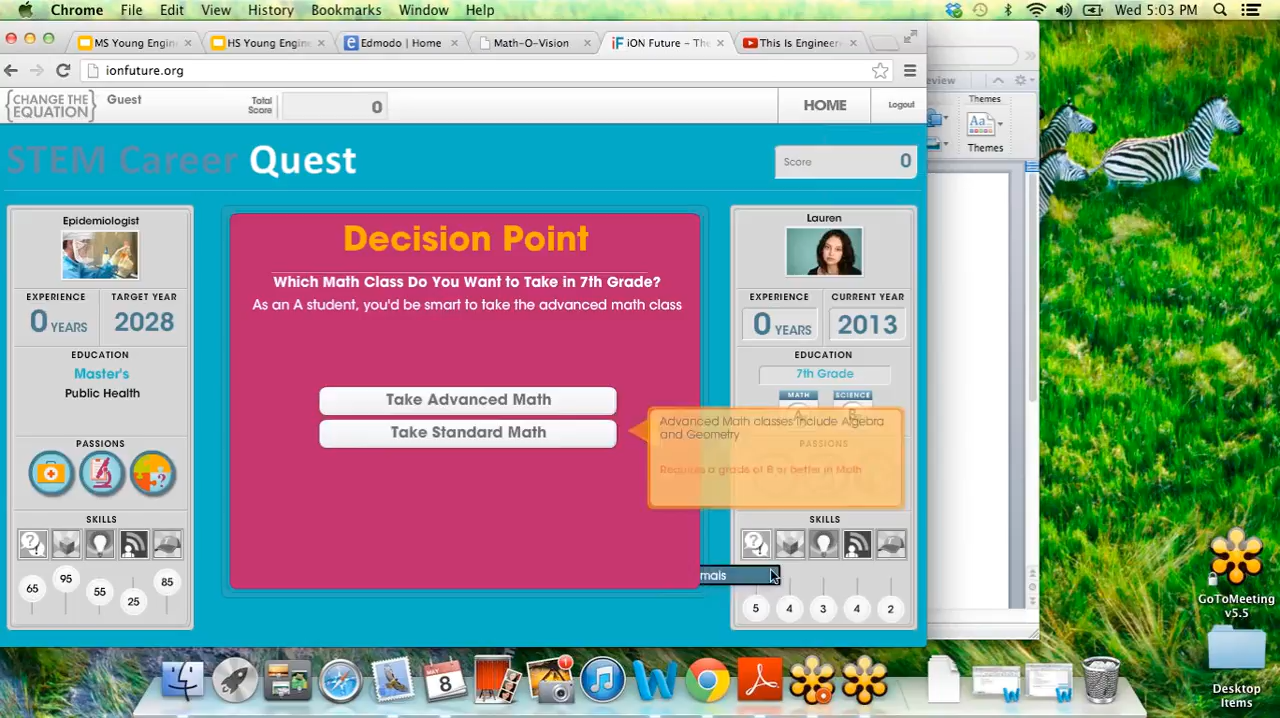 Chrome File Edit View History Bookmarks Window Help Wed 5:03 PM
MS Young Engin
HS Young Engine
Edmodo | Home
Math-O-Vision
iON Future – The
This Is Engineer
ionfuture.org
eview
CHANGE THE
EQUATION
Guest
Total
Score
0
HOME
Logout
Themes
Aa
Themes
STEM Career Quest
Score 0
Epidemiologist
EXPERIENCE TARGET YEAR
0 YEARS 2028
EDUCATION
Master's
Public Health
PASSIONS
SKILLS
65 95 55 25 85
Decision Point
Which Math Class Do You Want to Take in 7th Grade?
As an A student, you'd be smart to take the advanced math class
Take Advanced Math
Take Standard Math
Advanced Math classes include Algebra
and Geometry
Requires a grade of B or better in Math
Lauren
EXPERIENCE CURRENT YEAR
0 YEARS 2013
EDUCATION
7th Grade
MATH SCIENCE
PASSIONS
SKILLS
mals
5 4 3 4 2
GoToMeeting
v5.5
Desktop
Items
8